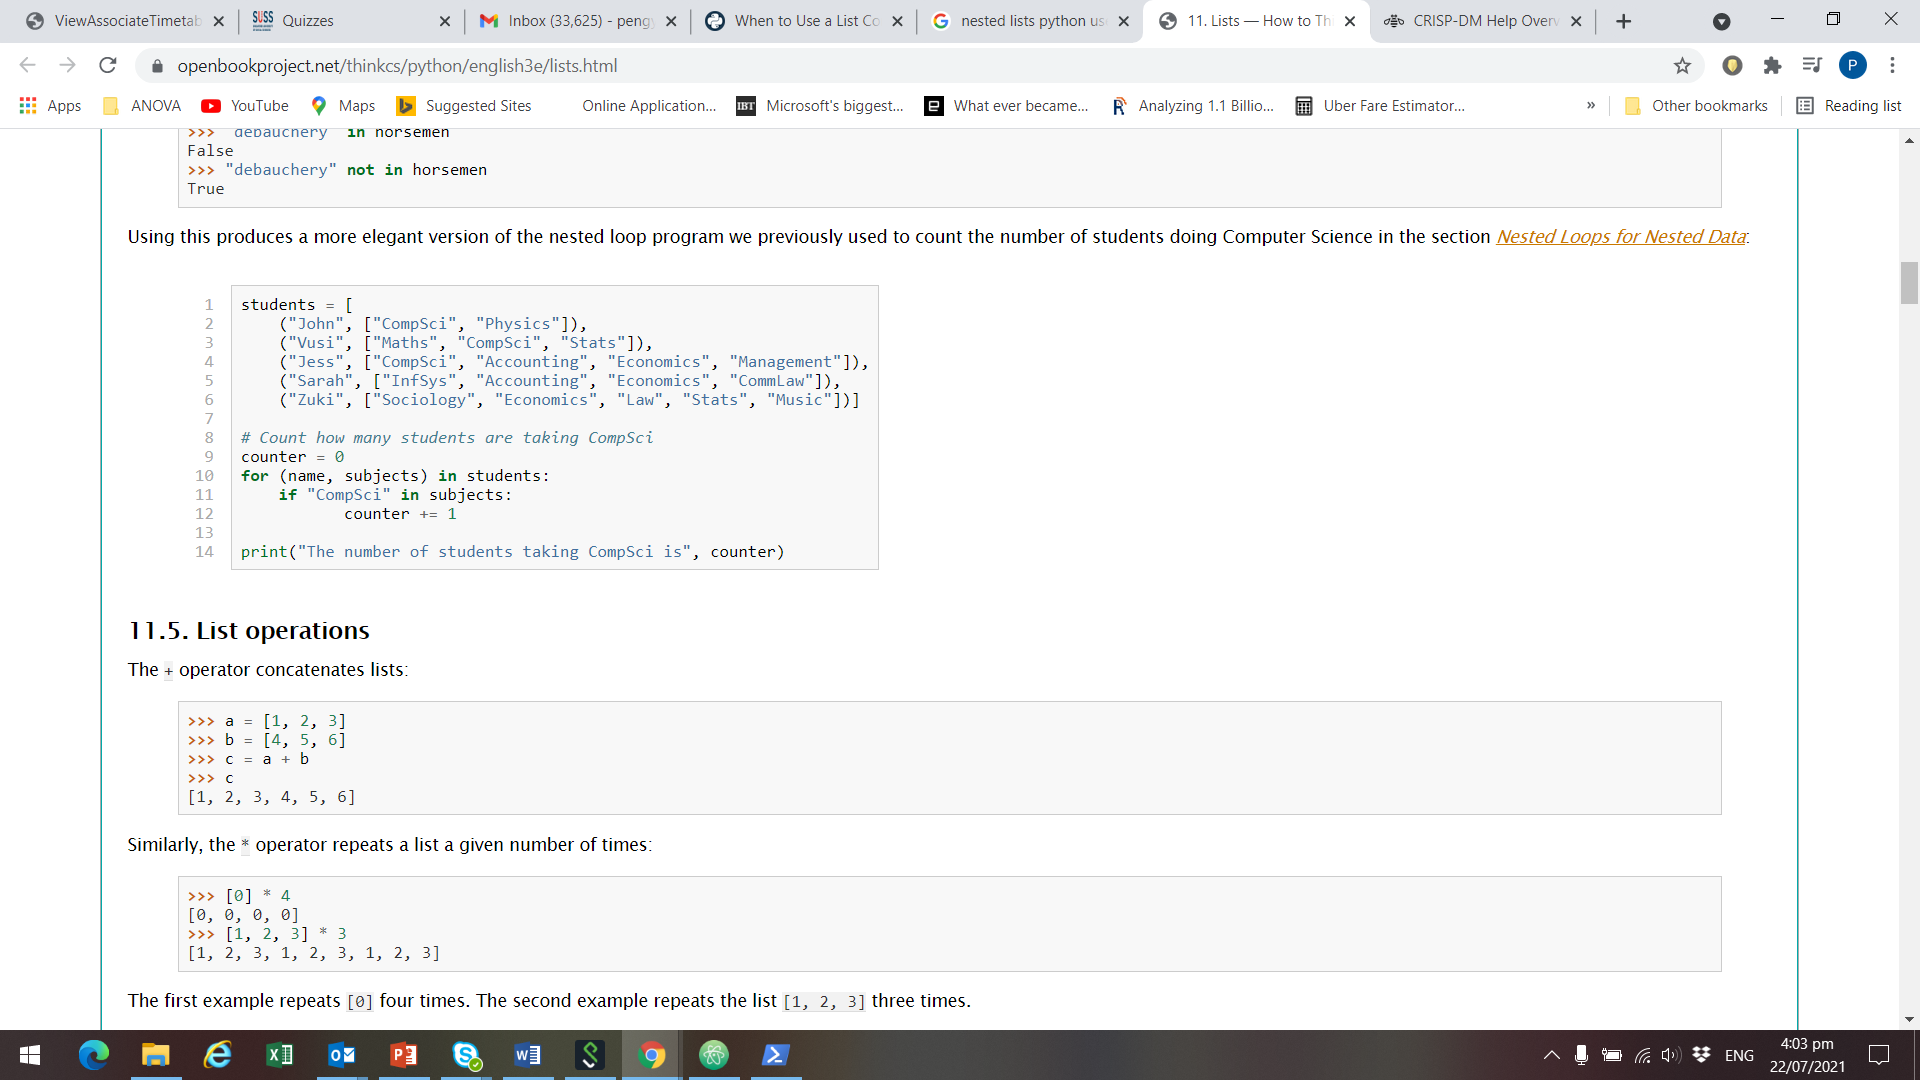 ViewAssociateTimetab
Quizzes
Inbox (33,625) - peng
When to Use a List Co
nested lists python us
11. Lists — How to Th
CRISP-DM Help Overv
openbookproject.net/thinkcs/python/english3e/lists.html
P
Apps
ANOVA
YouTube
Maps
Suggested Sites
Online Application...
IBT
Microsoft's biggest...
What ever became...
Analyzing 1.1 Billio...
Uber Fare Estimator...
»
Other bookmarks
Reading list
>>> "debauchery" in horsemen
False
>>> "debauchery" not in horsemen
True
Using this produces a more elegant version of the nested loop program we previously used to count the number of students doing Computer Science in the section Nested Loops for Nested Data:
1 students = [
2     ("John", ["CompSci", "Physics"]),
3     ("Vusi", ["Maths", "CompSci", "Stats"]),
4     ("Jess", ["CompSci", "Accounting", "Economics", "Management"]),
5     ("Sarah", ["InfSys", "Accounting", "Economics", "CommLaw"]),
6     ("Zuki", ["Sociology", "Economics", "Law", "Stats", "Music"])]
7
8 # Count how many students are taking CompSci
9 counter = 0
10 for (name, subjects) in students:
11     if "CompSci" in subjects:
12            counter += 1
13
14 print("The number of students taking CompSci is", counter)
11.5. List operations
The + operator concatenates lists:
>>> a = [1, 2, 3]
>>> b = [4, 5, 6]
>>> c = a + b
>>> c
[1, 2, 3, 4, 5, 6]
Similarly, the * operator repeats a list a given number of times:
>>> [0] * 4
[0, 0, 0, 0]
>>> [1, 2, 3] * 3
[1, 2, 3, 1, 2, 3, 1, 2, 3]
The first example repeats [0] four times. The second example repeats the list [1, 2, 3] three times.
ENG
4:03 pm
22/07/2021